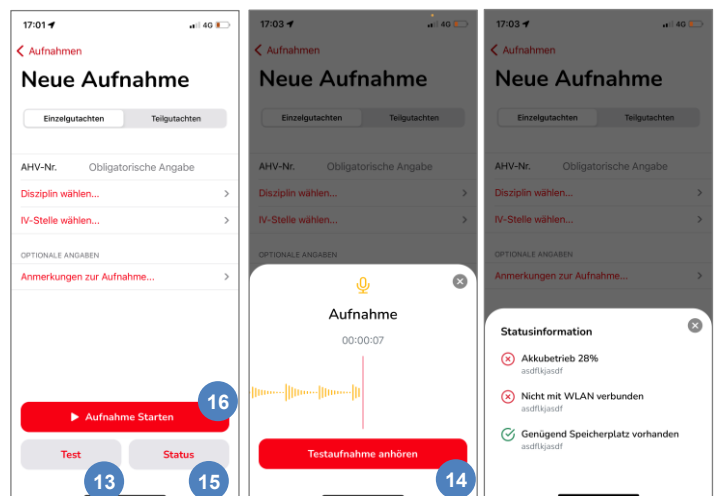 17:01
4G
Aufnahmen
Neue Aufnahme
Einzelgutachten Teilgutachten
AHV-Nr. Obligatorische Angabe
Disziplin wählen...
IV-Stelle wählen...
OPTIONALE ANGABEN
Anmerkungen zur Aufnahme...
16
Aufnahme Starten
Test Status
13 15
17:03
4G
Aufnahmen
Neue Aufnahme
Einzelgutachten Teilgutachten
AHV-Nr. Obligatorische Angabe
Disziplin wählen...
IV-Stelle wählen...
OPTIONALE ANGABEN
Aufnahme
00:00:07
Testaufnahme anhören
14
17:03
4G
Aufnahmen
Neue Aufnahme
Einzelgutachten Teilgutachten
AHV-Nr. Obligatorische Angabe
Disziplin wählen...
IV-Stelle wählen...
OPTIONALE ANGABEN
Anmerkungen zur Aufnahme...
Statusinformation
Akkubetrieb 28%
asdflkjasdf
Nicht mit WLAN verbunden
asdflkjasdf
Genügend Speicherplatz vorhanden
asdflkjasdf